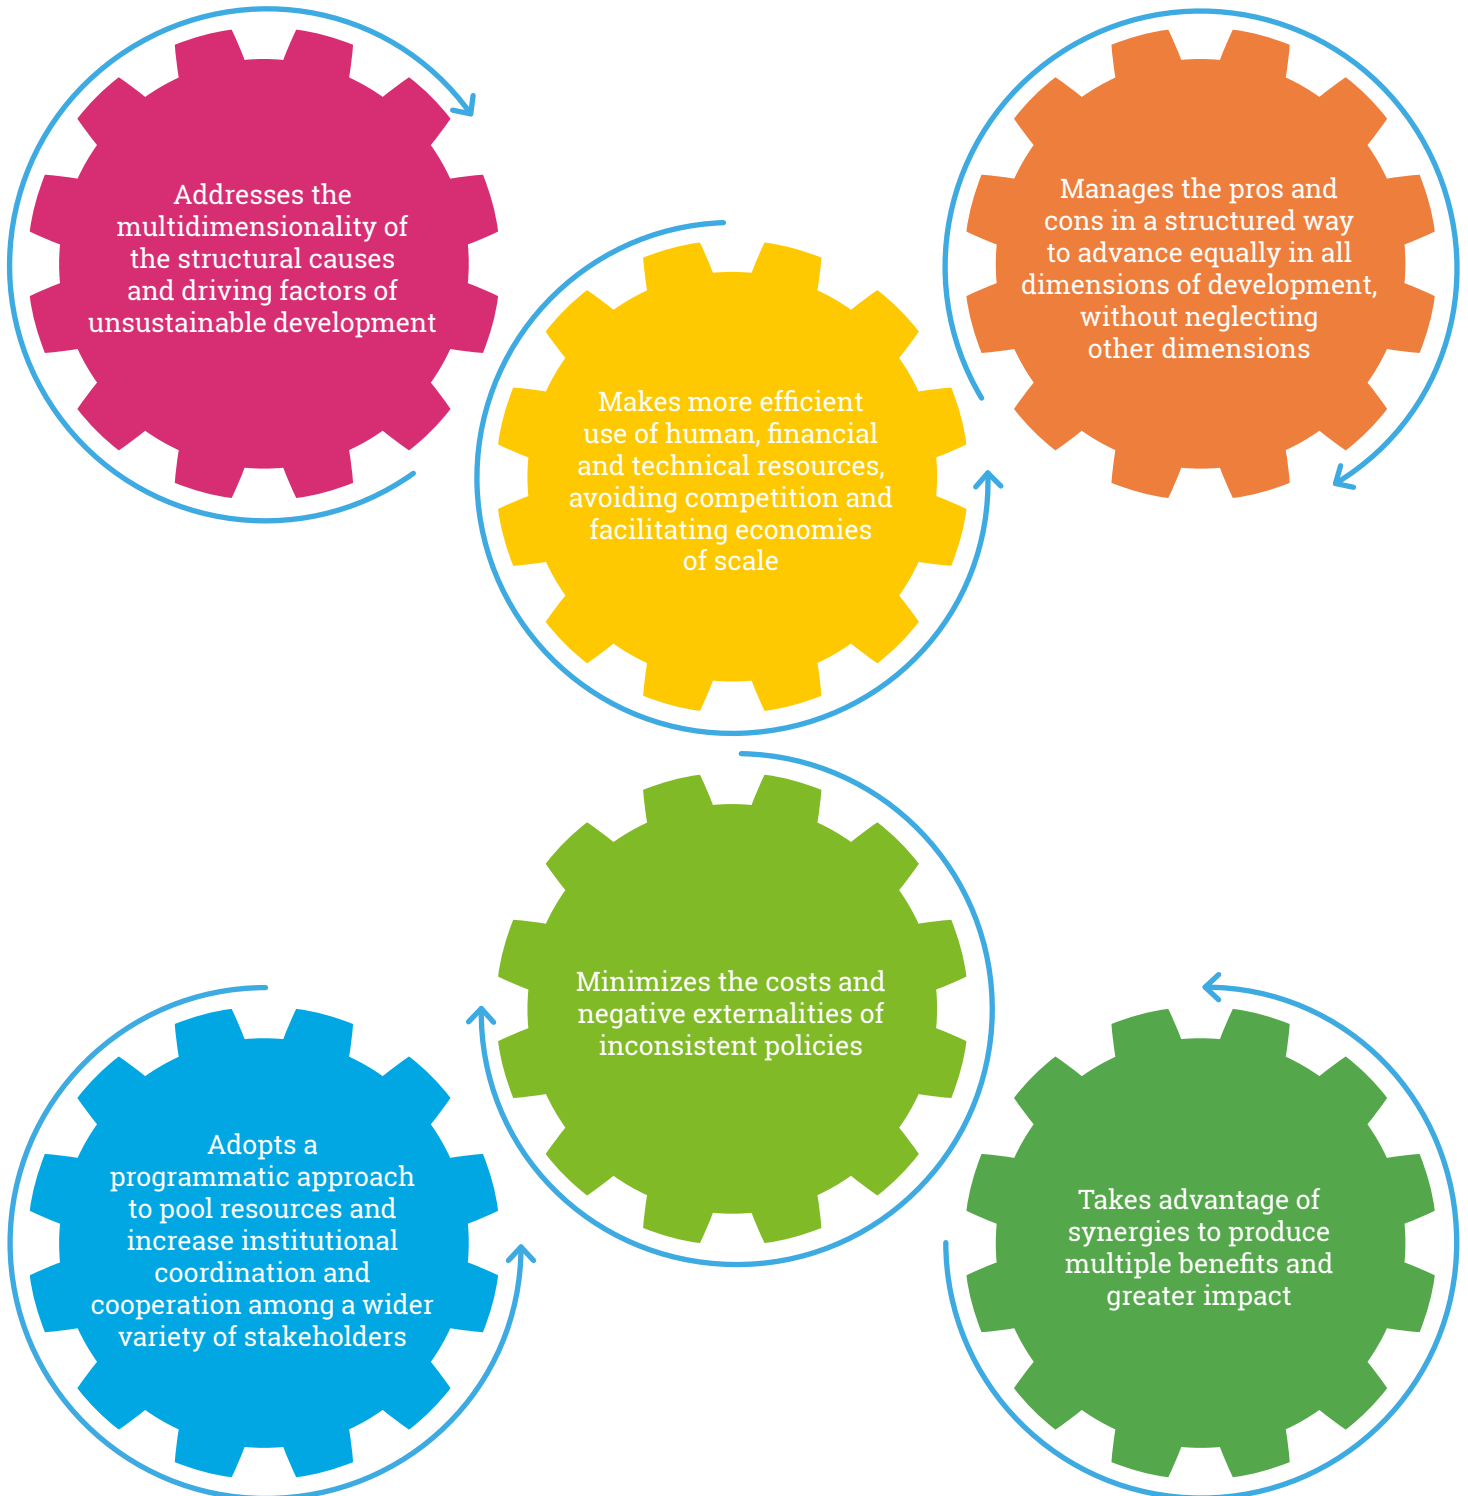 Addresses the
multidimensionality of
the structural causes
and driving factors of
unsustainable development
Manages the pros and
cons in a structured way
to advance equally in all
dimensions of development,
without neglecting
other dimensions
Makes more efficient
use of human, financial
and technical resources,
avoiding competition and
facilitating economies
of scale
Minimizes the costs and
negative externalities of
inconsistent policies
Adopts a
programmatic approach
to pool resources and
increase institutional
coordination and
cooperation among a wider
variety of stakeholders
Takes advantage of
synergies to produce
multiple benefits and
greater impact